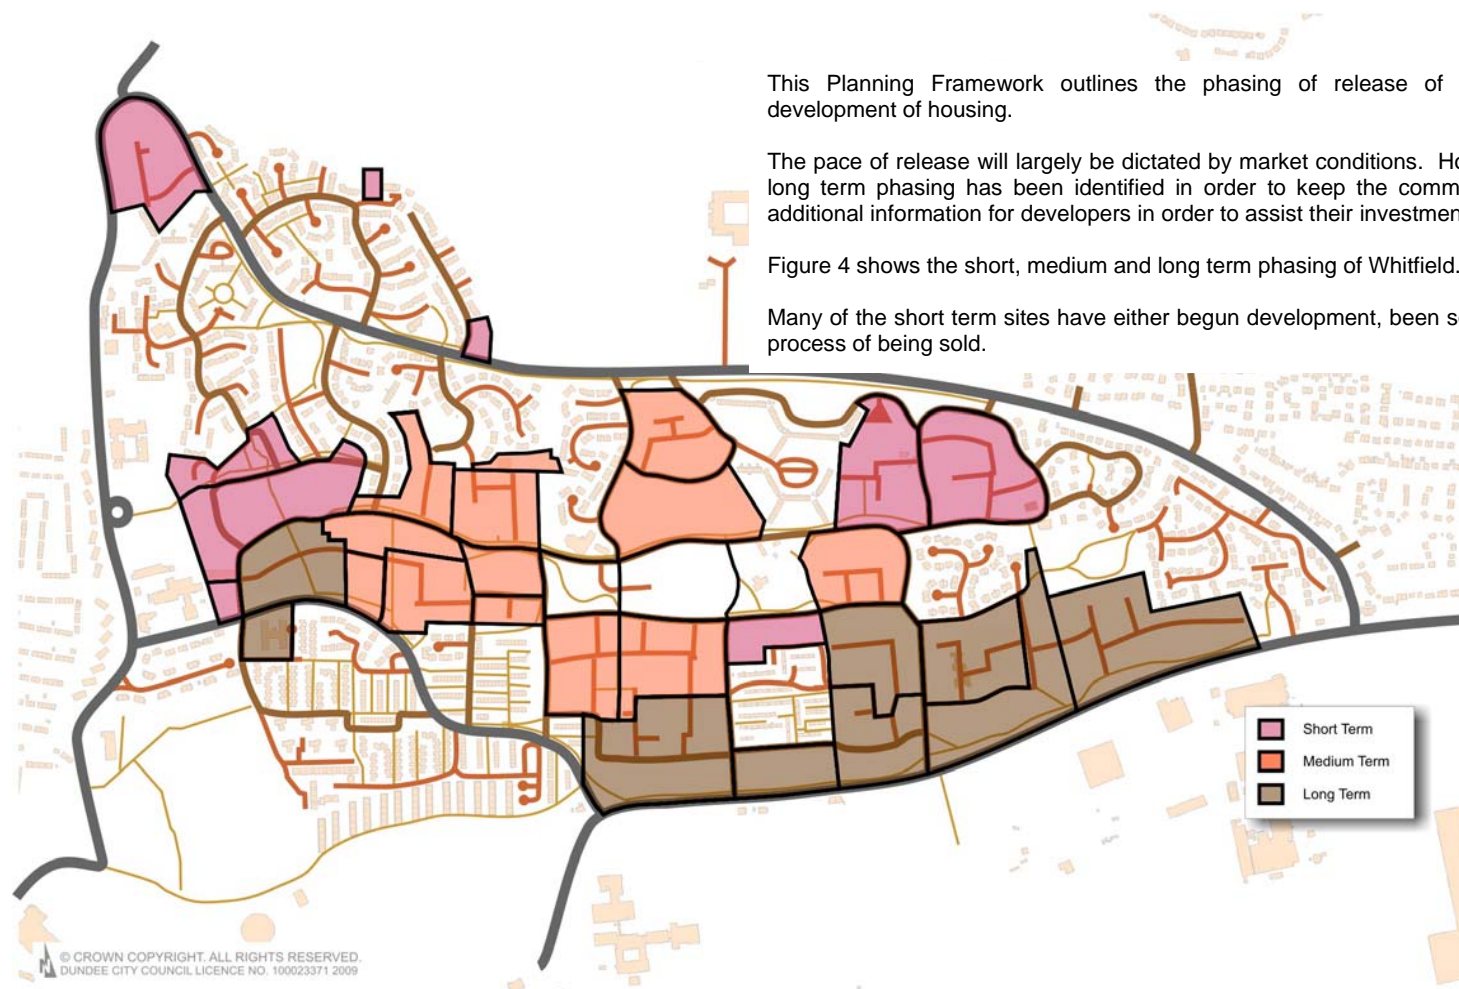 This Planning Framework outlines the phasing of release of
development of housing.
The pace of release will largely be dictated by market conditions.
long term phasing has been identified in order to keep the
additional information for developers in order to assist their
Figure 4 shows the short, medium and long term phasing of Whitfield.
Many of the short term sites have either begun development, been
process of being sold.
Short Term
Medium Term
Long Term
N
© CROWN COPYRIGHT. ALL RIGHTS RESERVED.
DUNDEE CITY COUNCIL LICENCE NO. 100023371 2009